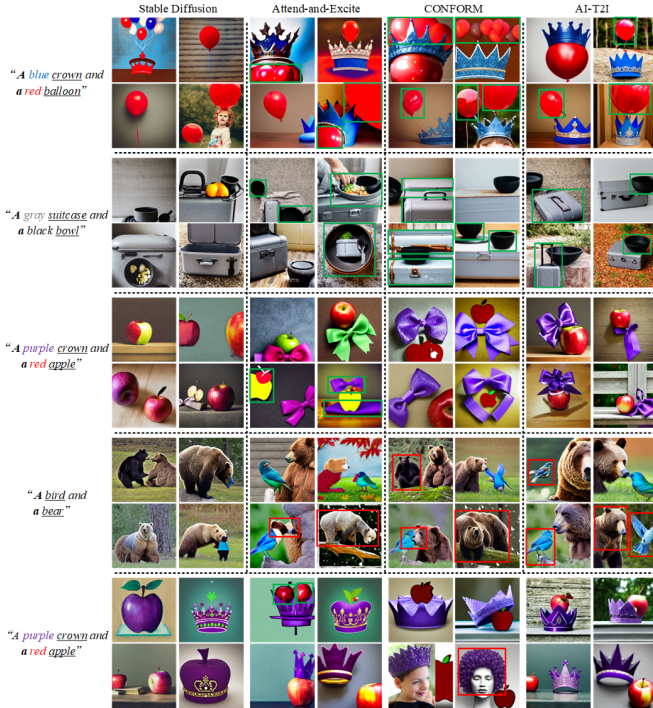 Stable Diffusion Attend-and-Excite CONFORM AI-T2I
“A blue crown and
a red balloon”
“A gray suitcase and
a black bowl”
“A purple crown and
a red apple”
“A bird and
a bear”
“A purple crown and
a red apple”